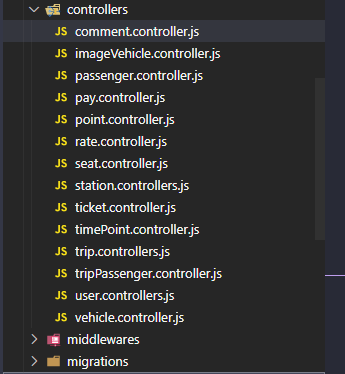 controllers
JS comment.controller.js
JS imageVehicle.controller.js
JS passenger.controller.js
JS pay.controller.js
JS point.controller.js
JS rate.controller.js
JS seat.controller.js
JS station.controllers.js
JS ticket.controller.js
JS timePoint.controller.js
JS trip.controllers.js
JS tripPassenger.controller.js
JS user.controllers.js
JS vehicle.controller.js
middlewares
migrations